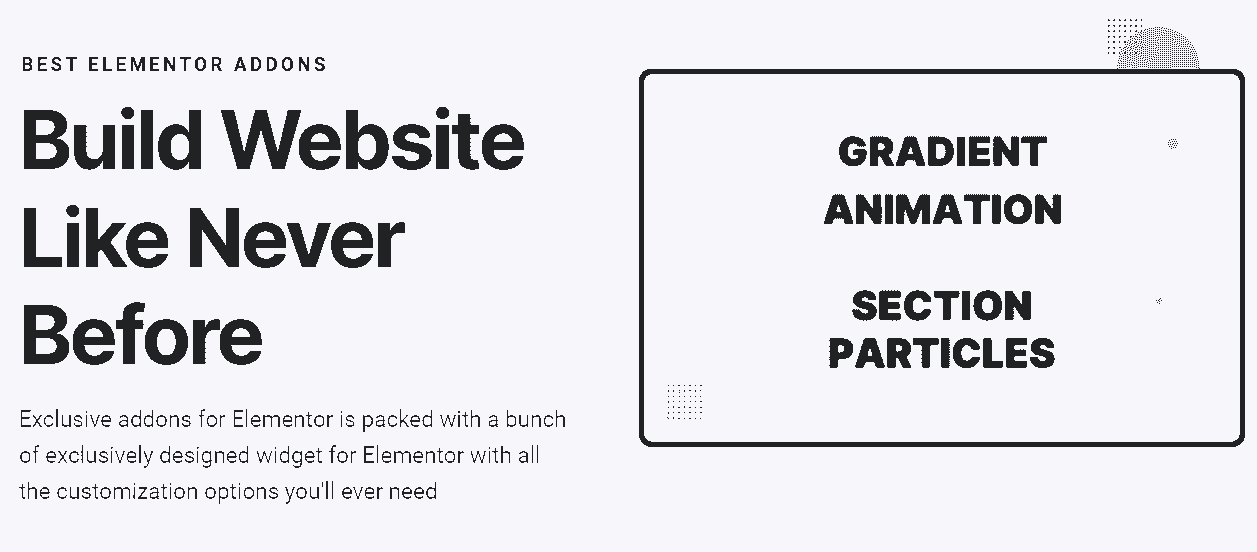 BEST ELEMENTOR ADDONS
Build Website
Like Never
Before
Exclusive addons for Elementor is packed with a bunch
of exclusively designed widget for Elementor with all
the customization options you'll ever need
GRADIENT
ANIMATION
SECTION
PARTICLES